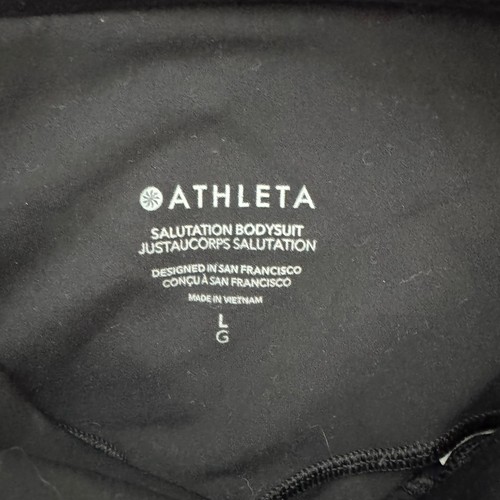 ATHLETA
SALUTATION BODYSUIT
JUSTAUCORPS SALUTATION
DESIGNED IN SAN FRANCISCO
CONÇU À SAN FRANCISCO
MADE IN VIETNAM
L
G